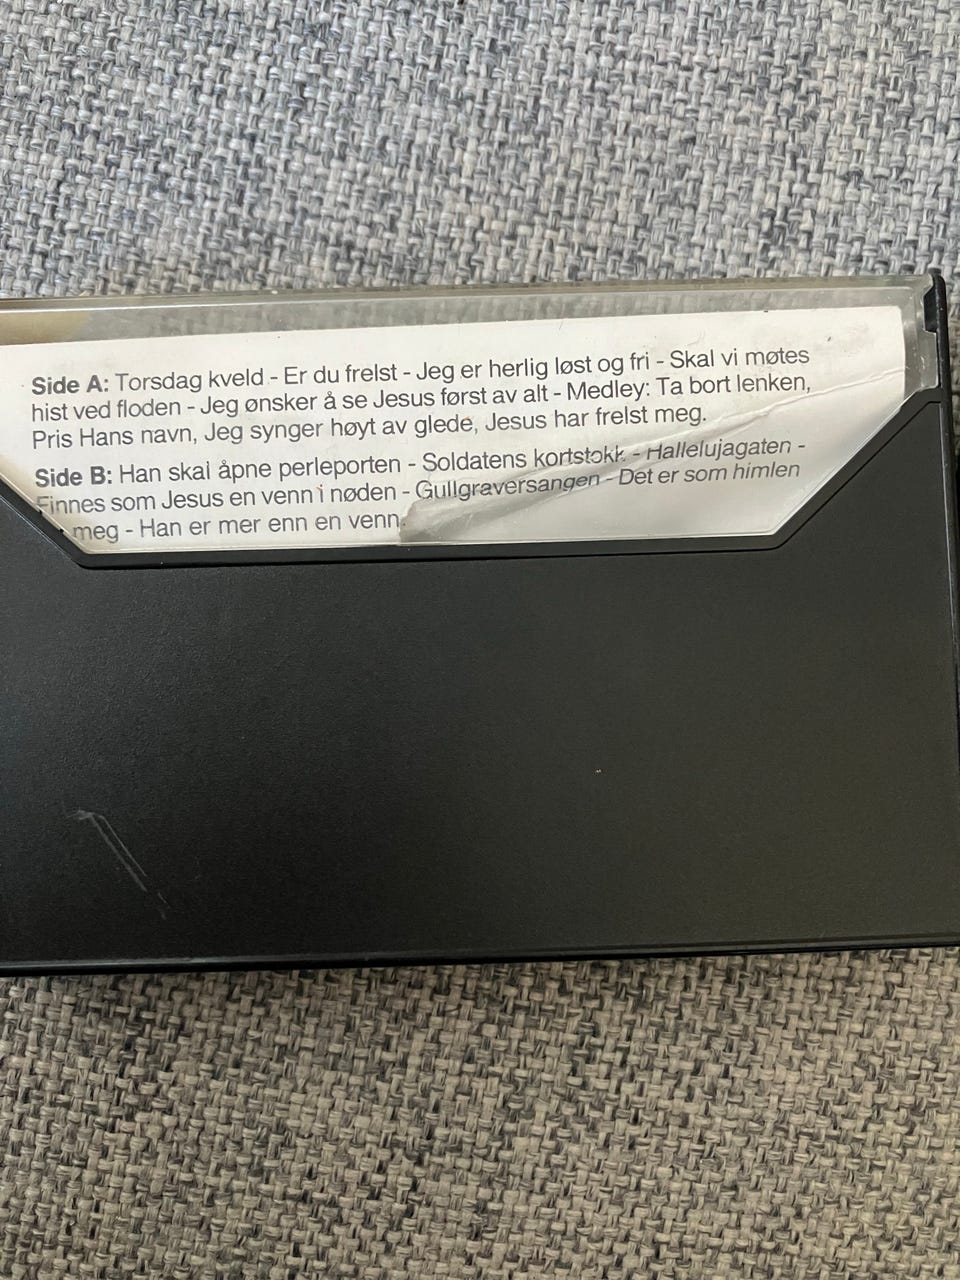 Side A: Torsdag kveld - Er du frelst - Jeg er herlig løst og fri - Skal vi møtes
hist ved floden - Jeg ønsker å se Jesus først av alt - Medley: Ta bort lenken,
Pris Hans navn, Jeg synger høyt av glede, Jesus har frelst meg.
Side B: Han skal åpne perleporten - Soldatens kortstokk - Hallelujagaten -
Finnes som Jesus en venn i nøden - Gullgraversangen - Det er som himlen
meg - Han er mer enn en venn.